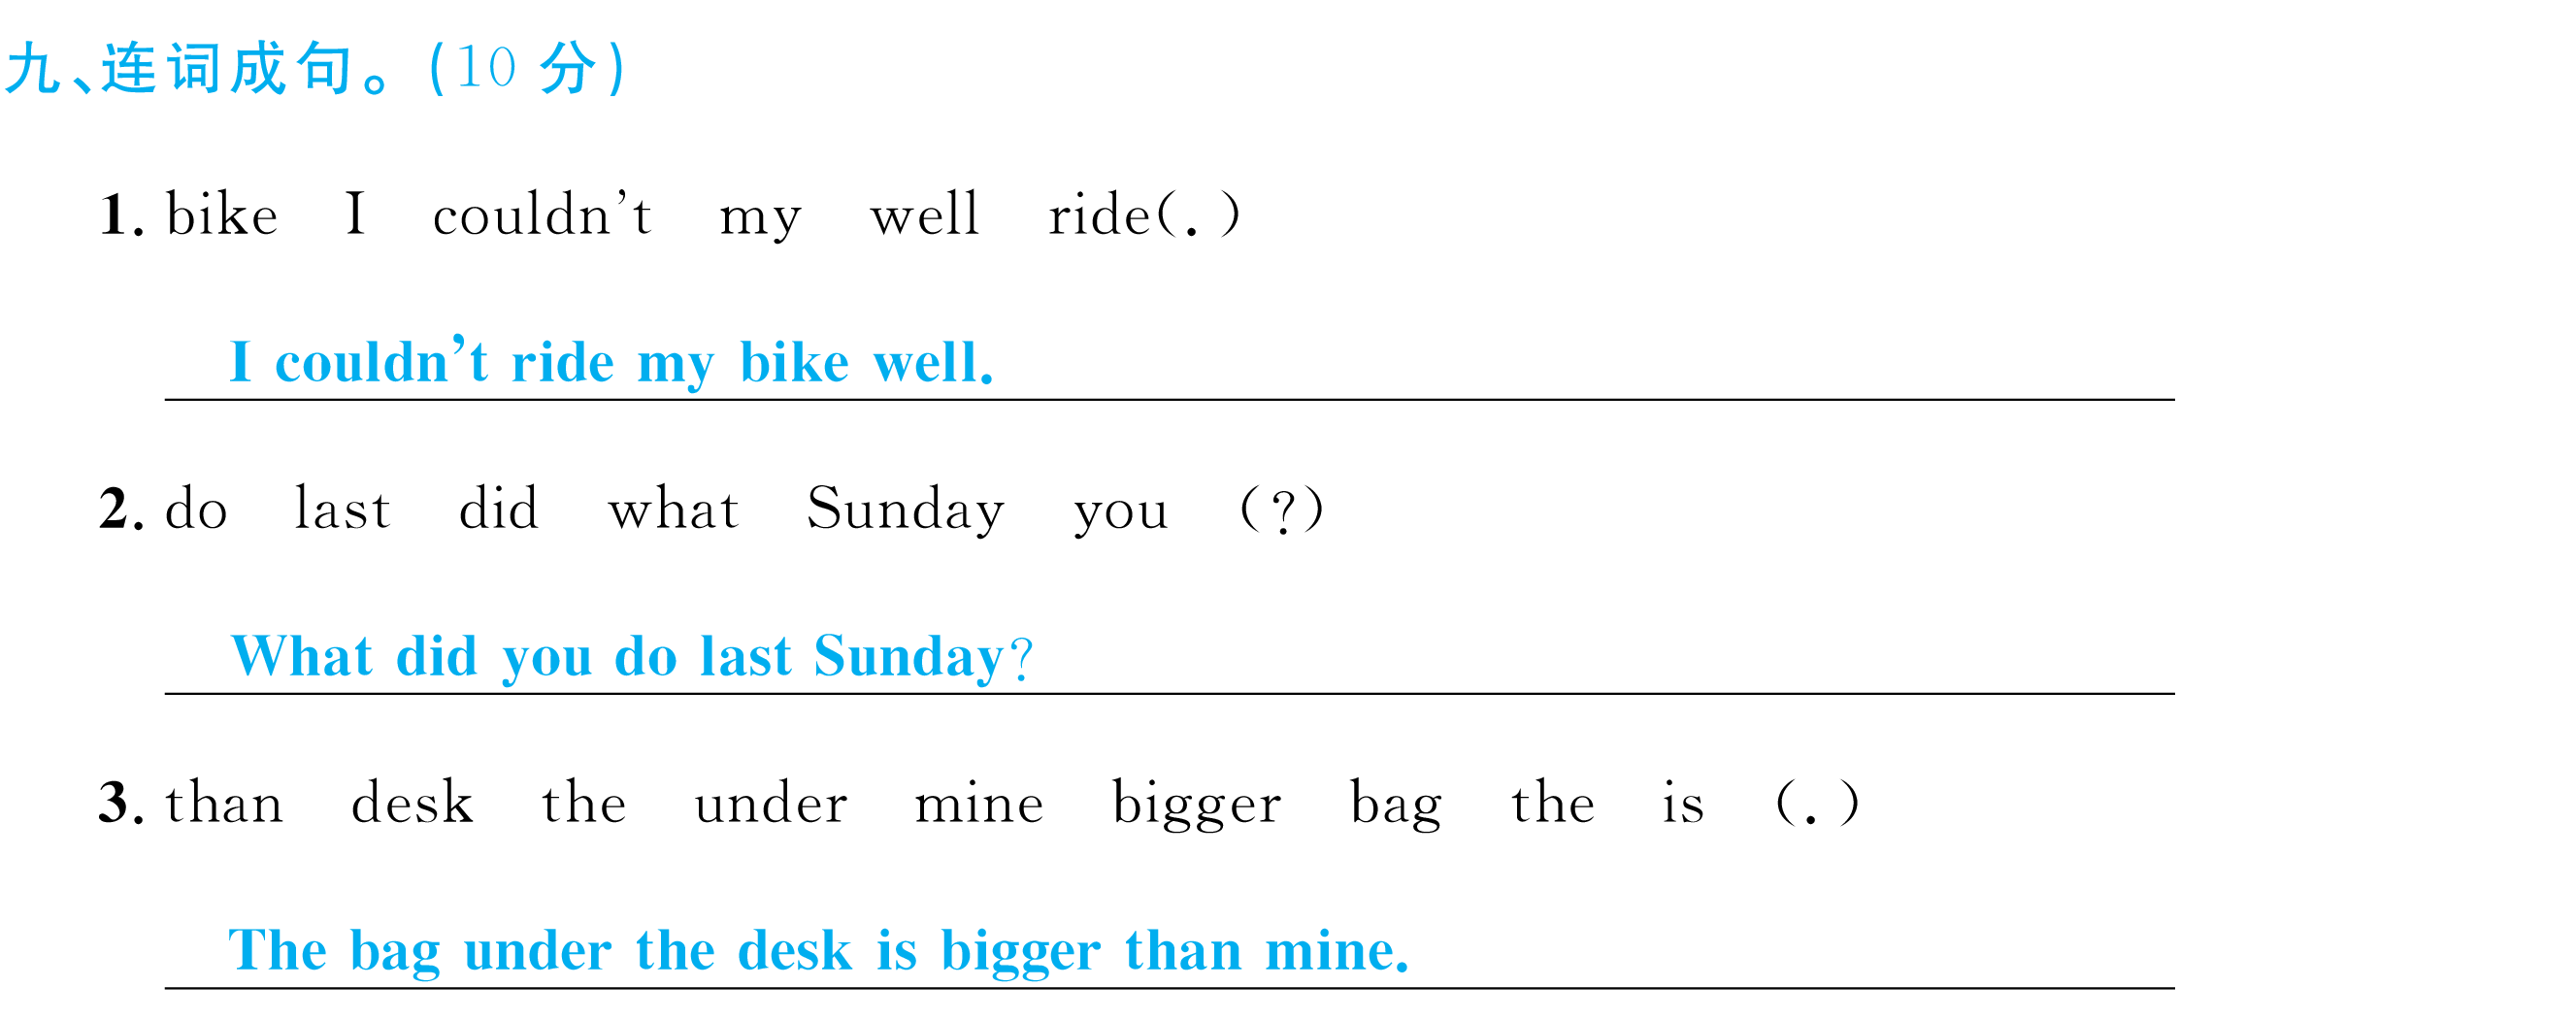 九、连词成句。(10 分)
1. bike I couldn't my well ride(.)
I couldn't ride my bike well.
2. do last did what Sunday you (?)
What did you do last Sunday?
3. than desk the under mine bigger bag the is (.)
The bag under the desk is bigger than mine.